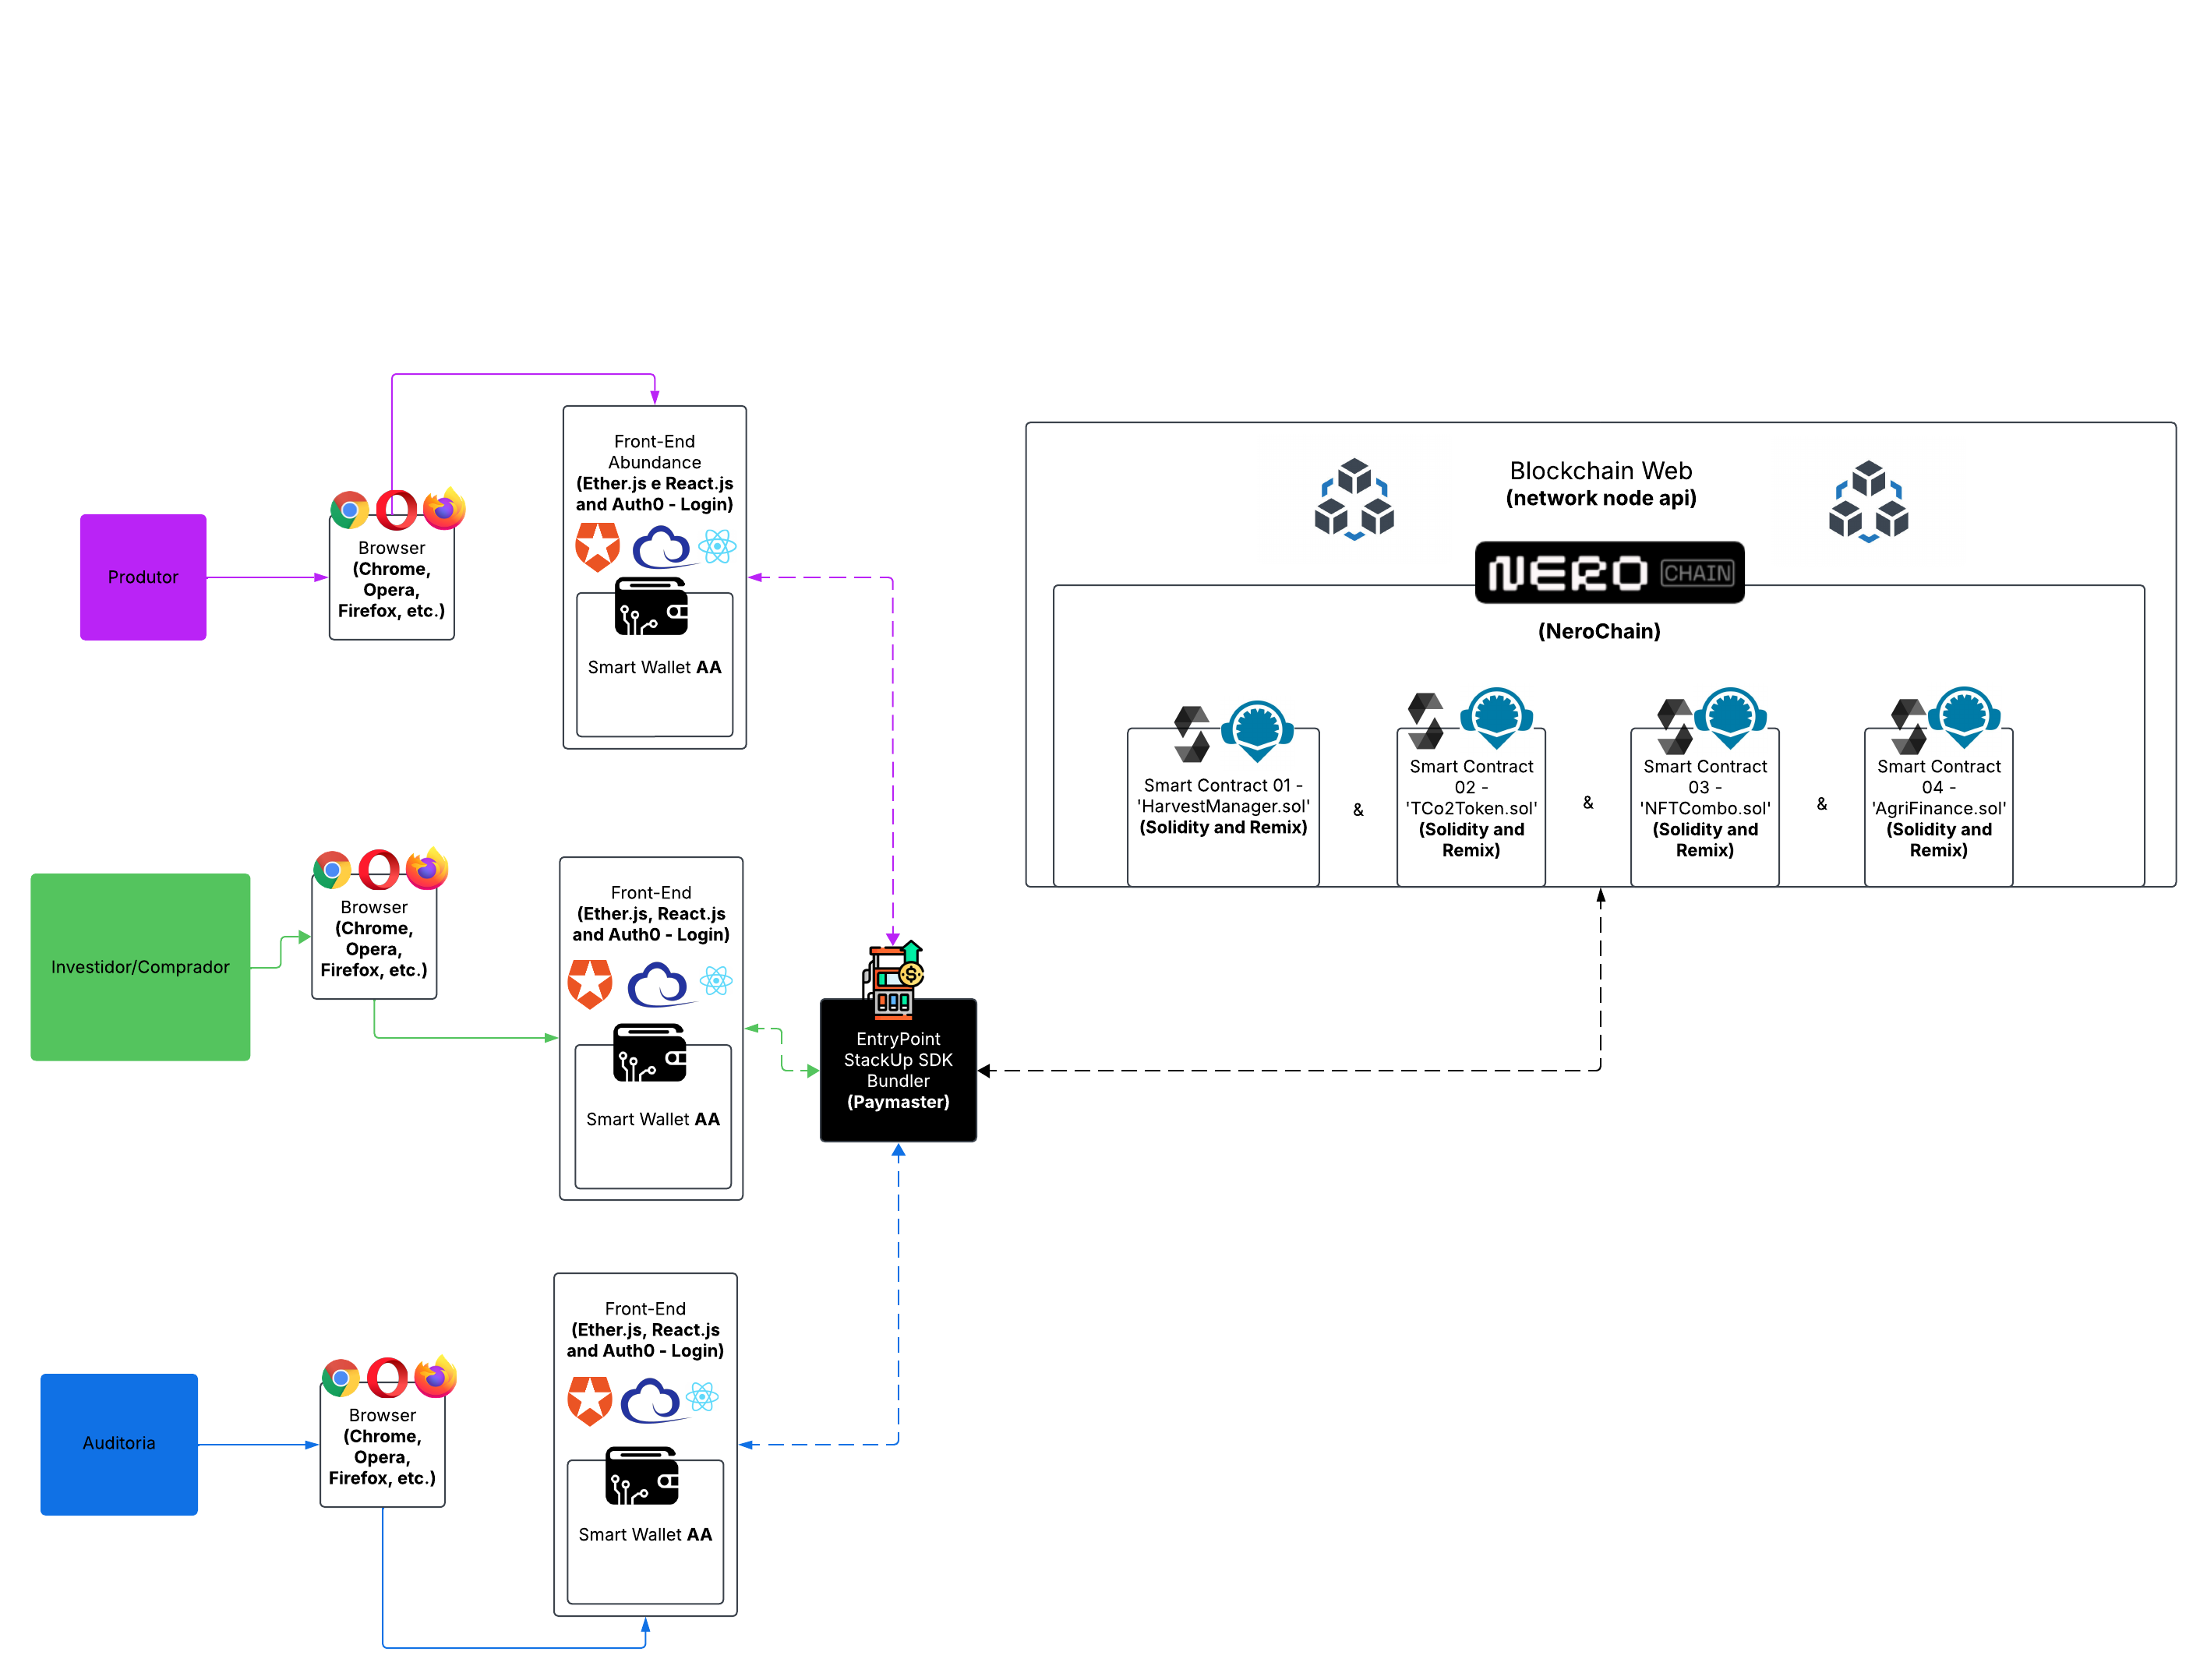 Produtor
Browser
(Chrome,
Opera,
Firefox, etc.)
Front-End
Abundance
(Ether.js e React.js
and Auth0 - Login)
Smart Wallet AA
Blockchain Web
(network node api)
NERO CHAIN
(NeroChain)
Smart Contract 01 -
'HarvestManager.sol'
(Solidity and Remix)
&
Smart Contract
02 -
'TCo2Token.sol'
(Solidity and
Remix)
&
Smart Contract
03 -
'NFTCombo.sol'
(Solidity and
Remix)
&
Smart Contract
04 -
'AgriFinance.sol'
(Solidity and
Remix)
Investidor/Comprador
Browser
(Chrome,
Opera,
Firefox, etc.)
Front-End
(Ether.js, React.js
and Auth0 - Login)
Smart Wallet AA
EntryPoint
StackUp SDK
Bundler
(Paymaster)
Auditoria
Browser
(Chrome,
Opera,
Firefox, etc.)
Front-End
(Ether.js, React.js
and Auth0 - Login)
Smart Wallet AA